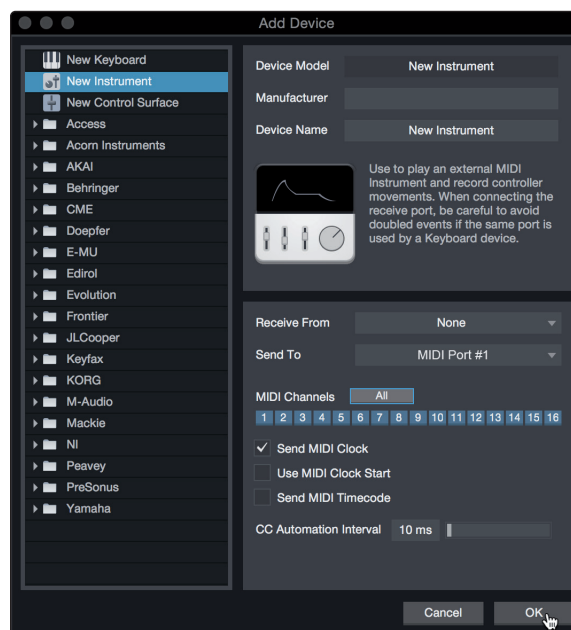 Add Device
New Keyboard
New Instrument
New Control Surface
Access
Acorn Instruments
AKAI
Behringer
CME
Doepfer
E-MU
Edirol
Evolution
Frontier
JLCooper
Keyfax
KORG
M-Audio
Mackie
NI
Peavey
PreSonus
Yamaha
Device Model New Instrument
Manufacturer
Device Name New Instrument
Use to play an external MIDI
Instrument and record controller
movements. When connecting the
receive port, be careful to avoid
doubled events if the same port is
used by a Keyboard device.
Receive From None
Send To MIDI Port #1
MIDI Channels All
1 2 3 4 5 6 7 8 9 10 11 12 13 14 15 16
Send MIDI Clock
Use MIDI Clock Start
Send MIDI Timecode
CC Automation Interval 10 ms
Cancel OK